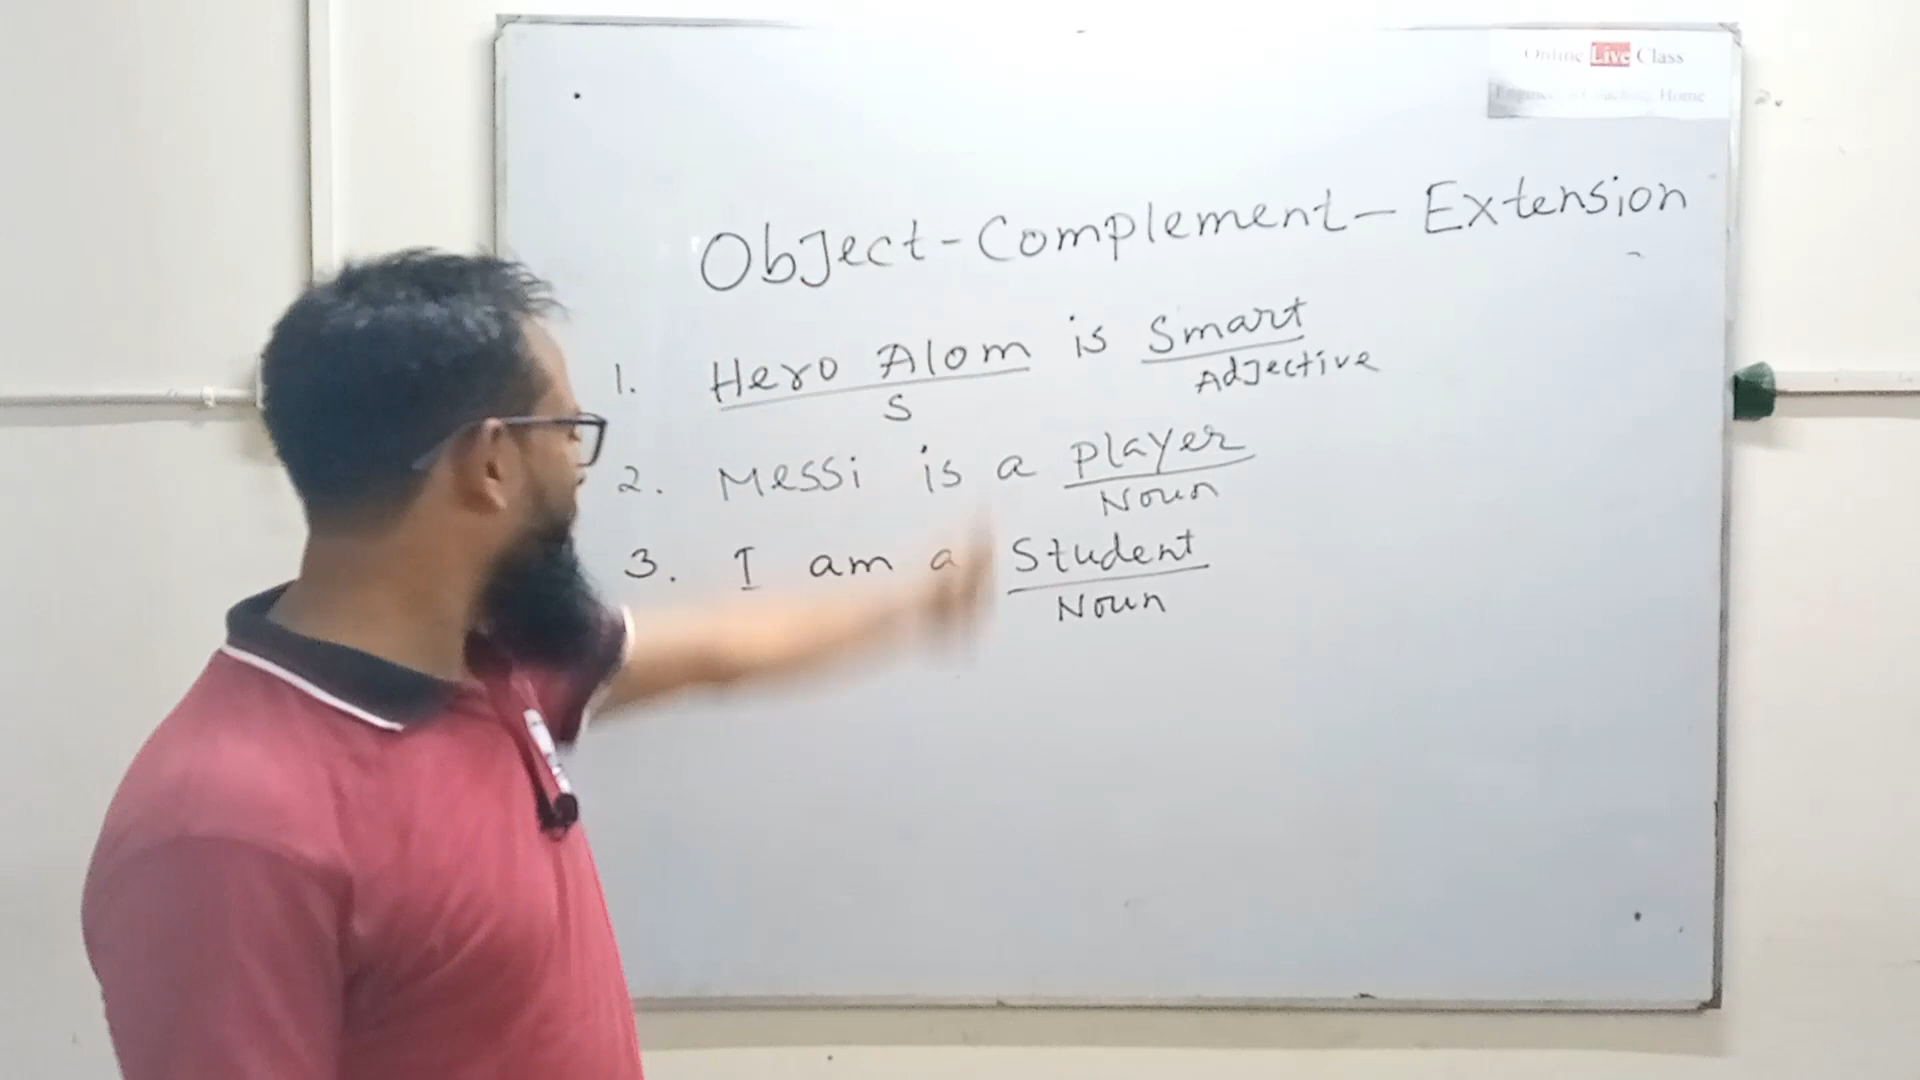 Online Live Class
Home
Object-Complement-Extension
1. Hero Alom is Smart
S Adjective
2. Messi is a player
Noun
3. I am a Student
Noun